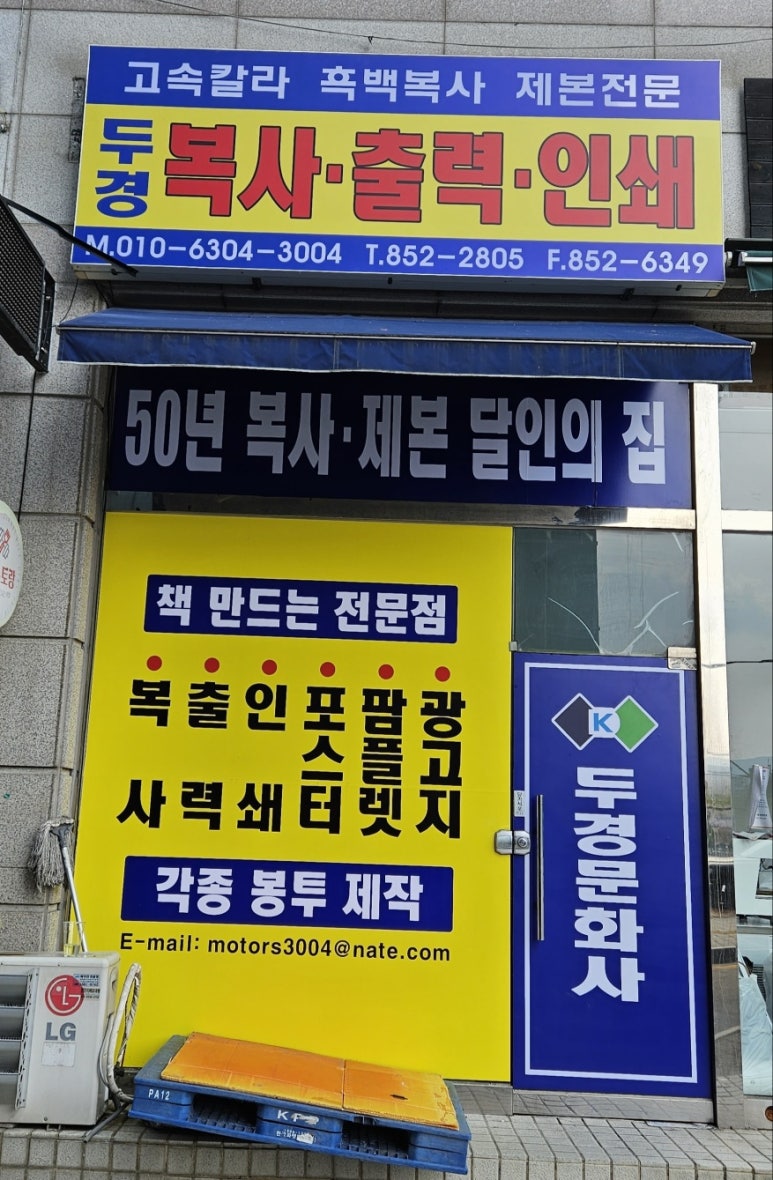 고속칼라 흑백복사 제본전문
두경 복사·출력·인쇄
M.010-6304-3004 T.852-2805 F.852-6349
50년 복사·제본 달인의 집
책 만드는 전문점
복사
출력
인쇄
포스터
팜플렛
광고지
각종 봉투 제작
E-mail: motors3004@nate.com
K
두경문화사
LG
PA12